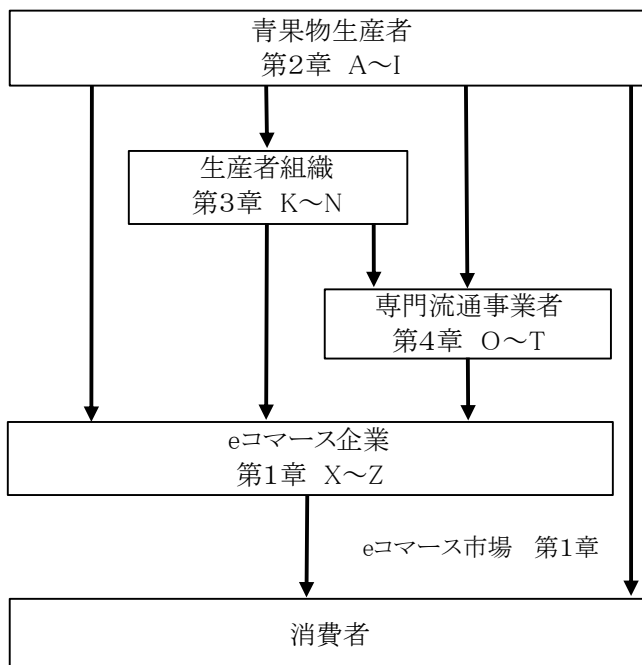 青果物生産者
第2章 A～I
生産者組織
第3章 K～N
専門流通事業者
第4章 O～T
eコマース企業
第1章 X～Z
eコマース市場 第1章
消費者